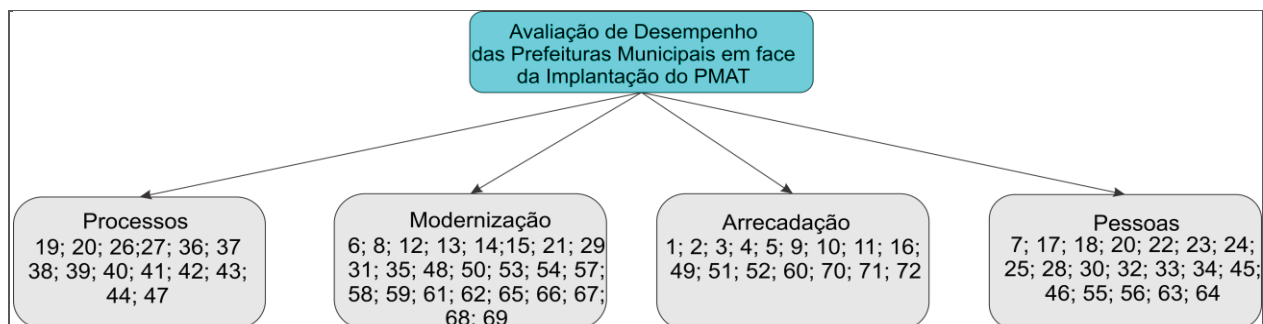 Avaliação de Desempenho
das Prefeituras Municipais em face
da Implantação do PMAT
Processos
19; 20; 26;27; 36; 37
38; 39; 40; 41; 42; 43;
44; 47
Modernização
6; 8; 12; 13; 14;15; 21; 29
31; 35; 48; 50; 53; 54; 57;
58; 59; 61; 62; 65; 66; 67;
68; 69
Arrecadação
1; 2; 3; 4; 5; 9; 10; 11; 16;
49; 51; 52; 60; 70; 71; 72
Pessoas
7; 17; 18; 20; 22; 23; 24;
25; 28; 30; 32; 33; 34; 45;
46; 55; 56; 63; 64